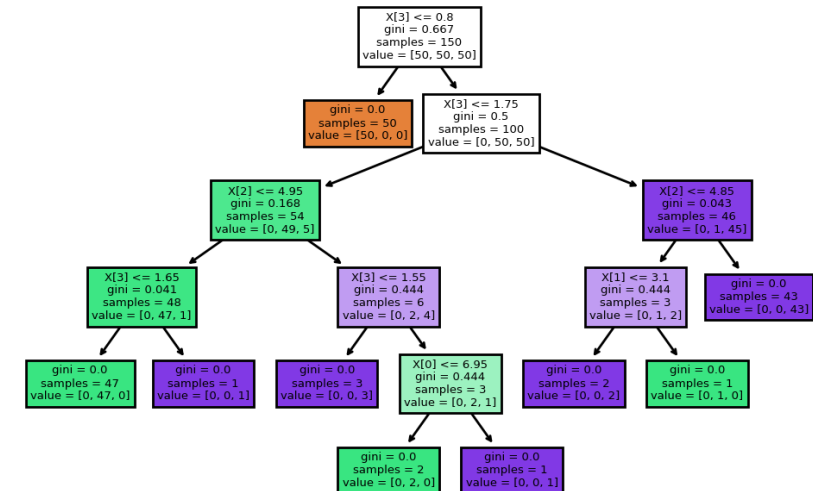 X[3] <= 0.8
gini = 0.667
samples = 150
value = [50, 50, 50]
gini = 0.0
samples = 50
value = [50, 0, 0]
X[3] <= 1.75
gini = 0.5
samples = 100
value = [0, 50, 50]
X[2] <= 4.95
gini = 0.168
samples = 54
value = [0, 49, 5]
X[2] <= 4.85
gini = 0.043
samples = 46
value = [0, 1, 45]
X[3] <= 1.65
gini = 0.041
samples = 48
value = [0, 47, 1]
X[3] <= 1.55
gini = 0.444
samples = 6
value = [0, 2, 4]
X[1] <= 3.1
gini = 0.444
samples = 3
value = [0, 1, 2]
gini = 0.0
samples = 43
value = [0, 0, 43]
gini = 0.0
samples = 47
value = [0, 47, 0]
gini = 0.0
samples = 1
value = [0, 0, 1]
gini = 0.0
samples = 3
value = [0, 0, 3]
X[0] <= 6.95
gini = 0.444
samples = 3
value = [0, 2, 1]
gini = 0.0
samples = 2
value = [0, 0, 2]
gini = 0.0
samples = 1
value = [0, 1, 0]
gini = 0.0
samples = 2
value = [0, 2, 0]
gini = 0.0
samples = 1
value = [0, 0, 1]